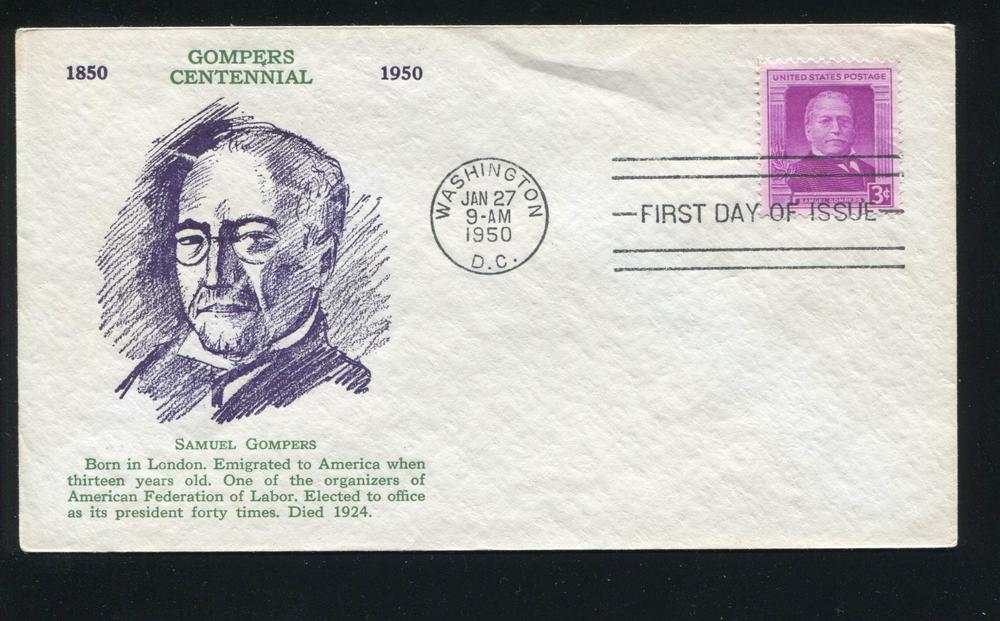 GOMPERS
1850 CENTENNIAL 1950
UNITED STATES POSTAGE
SAMUEL GOMPERS
3¢
WASHINGTON
JAN 27
9-AM
1950
D.C.
FIRST DAY OF ISSUE
SAMUEL GOMPERS
Born in London. Emigrated to America when
thirteen years old. One of the organizers of
American Federation of Labor. Elected to office
as its president forty times. Died 1924.